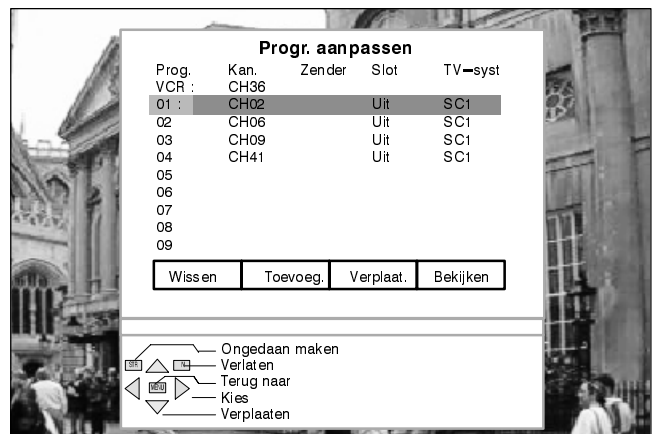 Progr. aanpassen
Prog. Kan. Zender Slot TV-syst
VCR : CH36
01 : CH02 Uit SC1
02 CH06 Uit SC1
03 CH09 Uit SC1
04 CH41 Uit SC1
05
06
07
08
09
Wissen Toevoeg. Verplaat. Bekijken
Ongedaan maken
STR N Verlaten
MENU Terug naar
Kies
Verplaaten